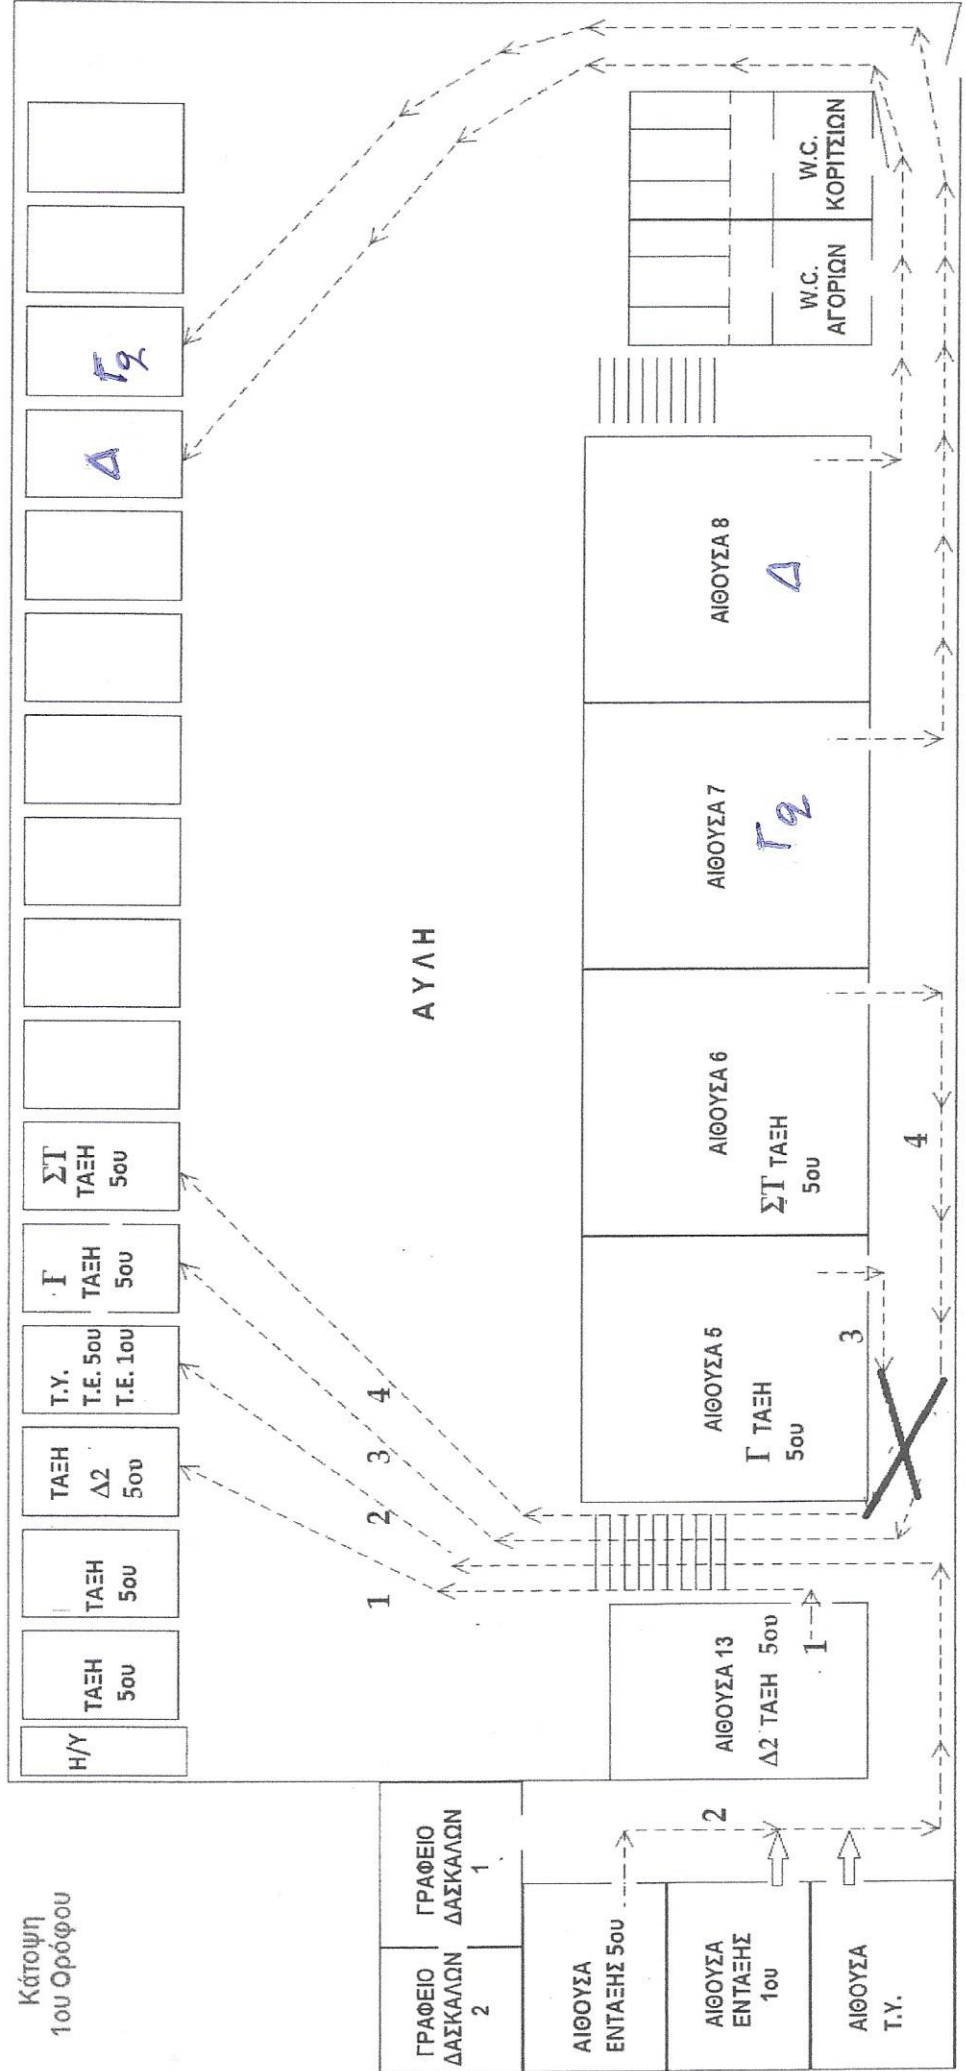 Κάτοψη
1ου Ορόφου
Η/Υ
ΤΑΞΗ
5ου
ΤΑΞΗ
5ου
ΤΑΞΗ
Δ2
5ου
Τ.Υ.
Τ.Ε. 5ου
Τ.Ε. 1ου
Γ
ΤΑΞΗ
5ου
ΣΤ
ΤΑΞΗ
5ου
Δ
Γα
1
2
3
4
ΑΥΛΗ
ΓΡΑΦΕΙΟ
ΔΑΣΚΑΛΩΝ
2
ΓΡΑΦΕΙΟ
ΔΑΣΚΑΛΩΝ
1
ΑΙΘΟΥΣΑ
ΕΝΤΑΞΗΣ 5ου
ΑΙΘΟΥΣΑ
ΕΝΤΑΞΗΣ
1ου
ΑΙΘΟΥΣΑ
Τ.Υ.
2
ΑΙΘΟΥΣΑ 13
Δ2 ΤΑΞΗ 5ου
1
ΑΙΘΟΥΣΑ 5
Γ ΤΑΞΗ
5ου
3
ΑΙΘΟΥΣΑ 6
ΣΤ ΤΑΞΗ
5ου
4
ΑΙΘΟΥΣΑ 7
Γα
ΑΙΘΟΥΣΑ 8
Δ
W.C.
ΑΓΟΡΙΩΝ
W.C.
ΚΟΡΙΤΣΙΩΝ